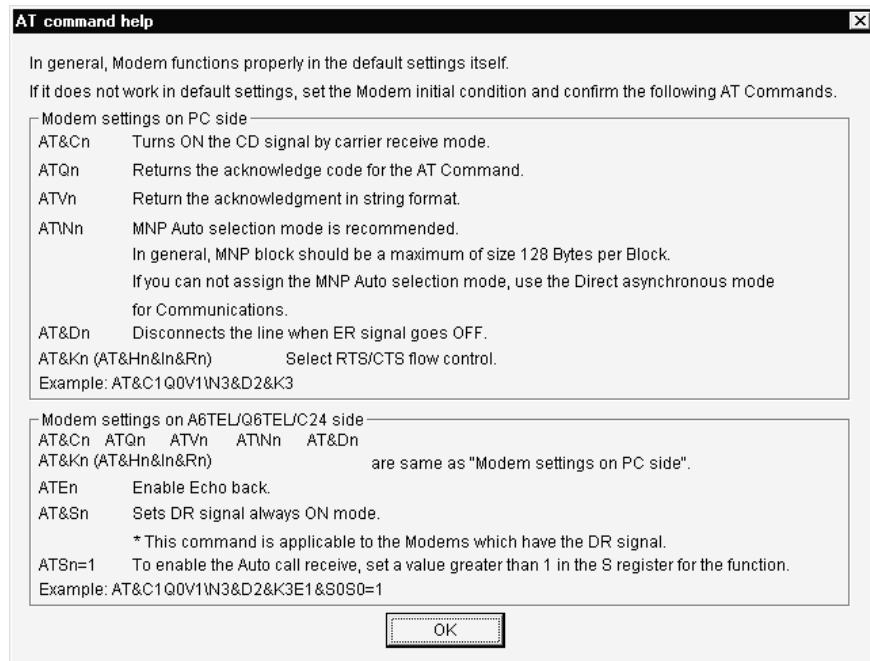 AT command help
In general, Modem functions properly in the default settings itself.
If it does not work in default settings, set the Modem initial condition and confirm the following AT Commands.
Modem settings on PC side
AT&Cn Turns ON the CD signal by carrier receive mode.
ATQn Returns the acknowledge code for the AT Command.
ATVn Return the acknowledgment in string format.
AT\Nn MNP Auto selection mode is recommended.
In general, MNP block should be a maximum of size 128 Bytes per Block.
If you can not assign the MNP Auto selection mode, use the Direct asynchronous mode
for Communications.
AT&Dn Disconnects the line when ER signal goes OFF.
AT&Kn (AT&Hn&In&Rn) Select RTS/CTS flow control.
Example: AT&C1Q0V1\N3&D2&K3
Modem settings on A6TEL/Q6TEL/C24 side
AT&Cn ATQn ATVn AT\Nn AT&Dn
AT&Kn (AT&Hn&In&Rn) are same as "Modem settings on PC side".
ATEn Enable Echo back.
AT&Sn Sets DR signal always ON mode.
* This command is applicable to the Modems which have the DR signal.
ATSn=1 To enable the Auto call receive, set a value greater than 1 in the S register for the function.
Example: AT&C1Q0V1\N3&D2&K3E1&S0S0=1
OK